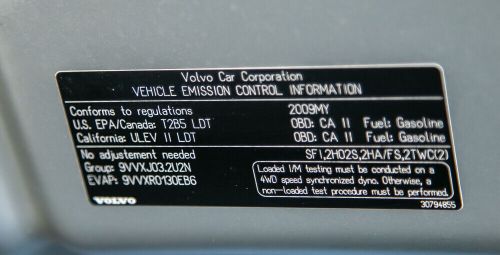 Volvo Car Corporation
VEHICLE EMISSION CONTROL INFORMATION
Conforms to regulations 2009MY
U.S. EPA/Canada: T2B5 LDT OBD: CA II Fuel: Gasoline
California: ULEV II LDT OBD: CA II Fuel: Gasoline
No adjustement needed SFI,2HO2S,2HA/FS,2TWC(2)
Group: 9VVXJ03.2U2N
EVAP: 9VVXR0130EB6
Loaded I/M testing must be conducted on a
4WD speed synchronized dyno. Otherwise, a
non-loaded test procedure must be performed.
VOLVO 30794855